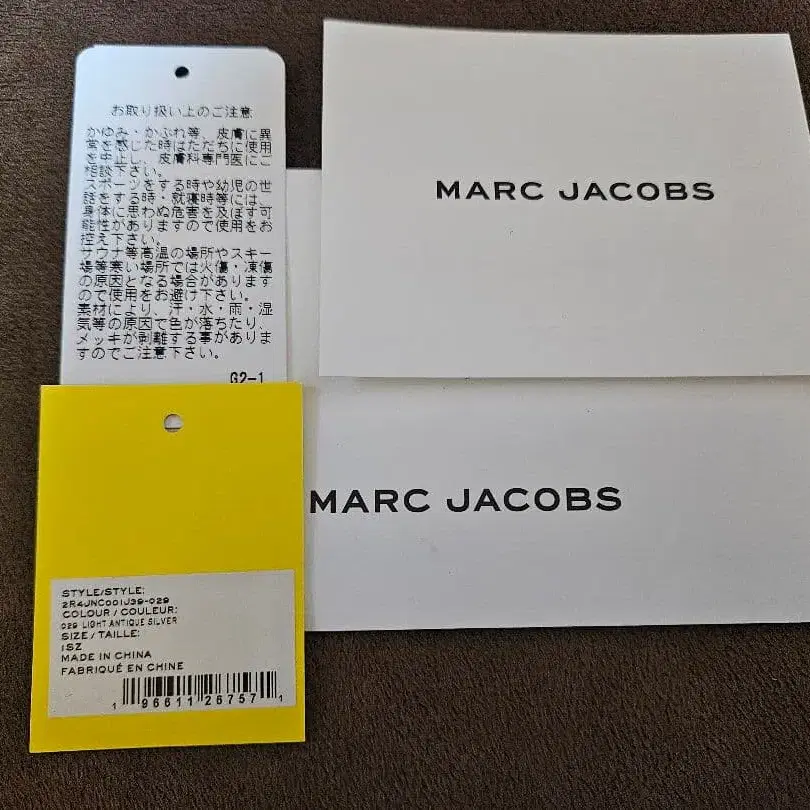 お取り扱い上のご注意
かゆみ・かぶれ等、皮膚に異
常を感じた時はただちに使用
を中止し、皮膚科専門医にご
相談下さい。
スポーツをする時や幼児の世
話をする時・就寝時等には、
身体に思わぬ危害を及ぼす可
能性がありますので使用をお
控え下さい。
サウナ等高温の場所やスキー
場等寒い場所では火傷・凍傷
の原因となる場合があります
ので使用をお避け下さい。
素材により、汗・水・雨・湿
気等の原因で色が落ちたり、
メッキが剥離する事がありま
すのでご注意下さい。
G2-1
MARC JACOBS
MARC JACOBS
STYLE/STYLE:
2R4JNC001J39-029
COLOUR / COULEUR:
029 LIGHT ANTIQUE SILVER
SIZE / TAILLE:
1SZ
MADE IN CHINA
FABRIQUÉ EN CHINE
1 96611 26757 1